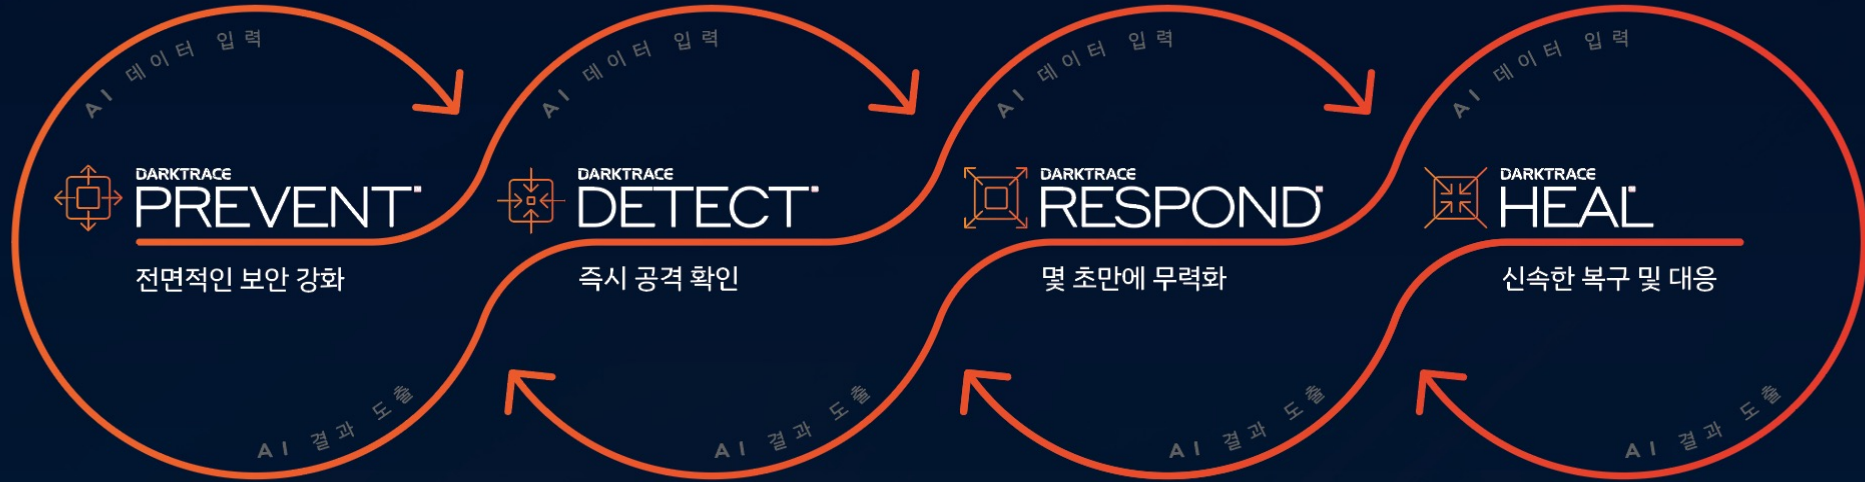 AI 데이터 입력
DARKTRACE
PREVENT
전면적인 보안 강화
AI 결과 도출
AI 데이터 입력
DARKTRACE
DETECT
즉시 공격 확인
AI 결과 도출
AI 데이터 입력
DARKTRACE
RESPOND
몇 초만에 무력화
AI 결과 도출
AI 데이터 입력
DARKTRACE
HEAL
신속한 복구 및 대응
AI 결과 도출